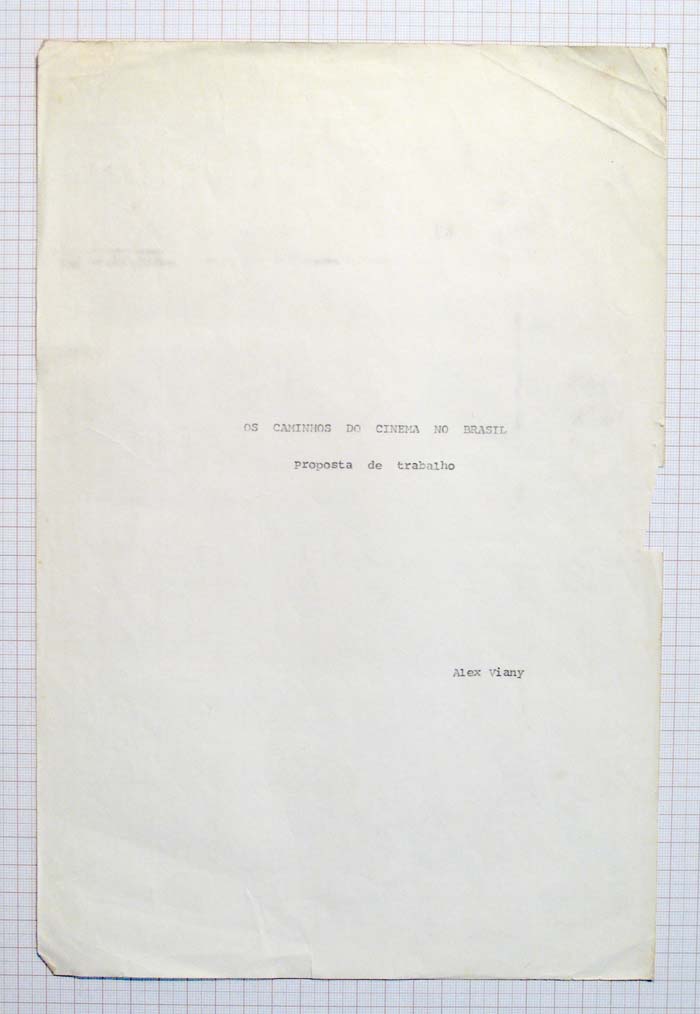 OS CAMINHOS DO CINEMA NO BRASIL
proposta de trabalho
Alex Viany